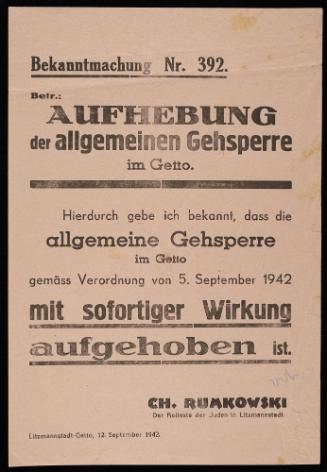 Bekanntmachung Nr. 392.
Betr.:
AUFHEBUNG
der allgemeinen Gehsperre
im Getto.
Hierdurch gebe ich bekannt, dass die
allgemeine Gehsperre
im Getto
gemäss Verordnung von 5. September 1942
mit sofortiger Wirkung
aufgehoben ist.
CH. RUMKOWSKI
Der Aelteste der Juden in Litzmannstadt
Litzmannstadt-Getto, 12. September 1942.